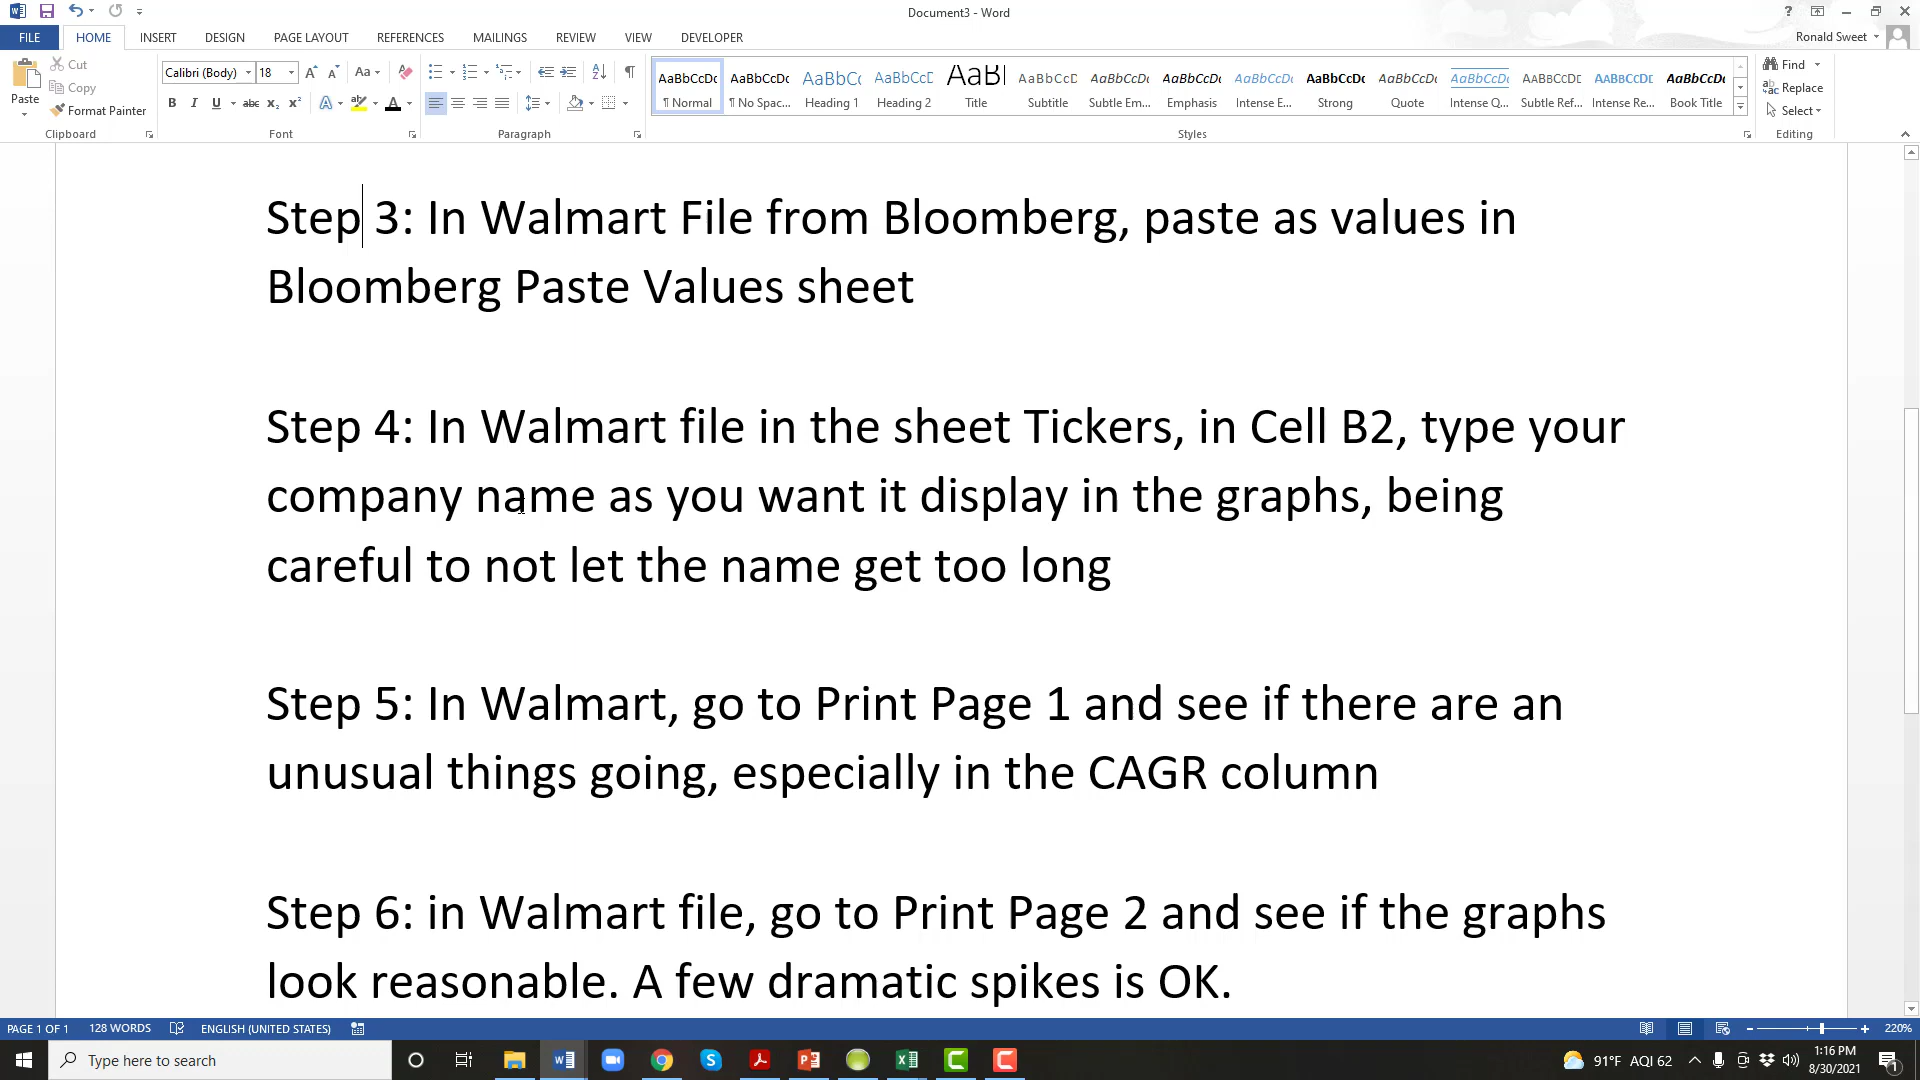 Document3 - Word
FILE HOME INSERT DESIGN PAGE LAYOUT REFERENCES MAILINGS REVIEW VIEW DEVELOPER Ronald Sweet
Paste
Cut
Copy
Format Painter
Clipboard
Calibri (Body) 18
Font
Paragraph
AaBbCcDc AaBbCcDc AaBbCc AaBbCcD AaBl AaBbCcD AaBbCcDc AaBbCcDc AaBbCcDc AaBbCcDc AaBbCcDc AaBbCcDc AABBCCDE AABBCCDE AaBbCcDc
¶ Normal ¶ No Spac... Heading 1 Heading 2 Title Subtitle Subtle Em... Emphasis Intense E... Strong Quote Intense Q... Subtle Ref... Intense Re... Book Title
Styles
Find
Replace
Select
Editing
Step 3: In Walmart File from Bloomberg, paste as values in
Bloomberg Paste Values sheet
Step 4: In Walmart file in the sheet Tickers, in Cell B2, type your
company name as you want it display in the graphs, being
careful to not let the name get too long
Step 5: In Walmart, go to Print Page 1 and see if there are an
unusual things going, especially in the CAGR column
Step 6: in Walmart file, go to Print Page 2 and see if the graphs
look reasonable. A few dramatic spikes is OK.
PAGE 1 OF 1 128 WORDS ENGLISH (UNITED STATES) 220%
Type here to search
91°F AQI 62
1:16 PM
8/30/2021